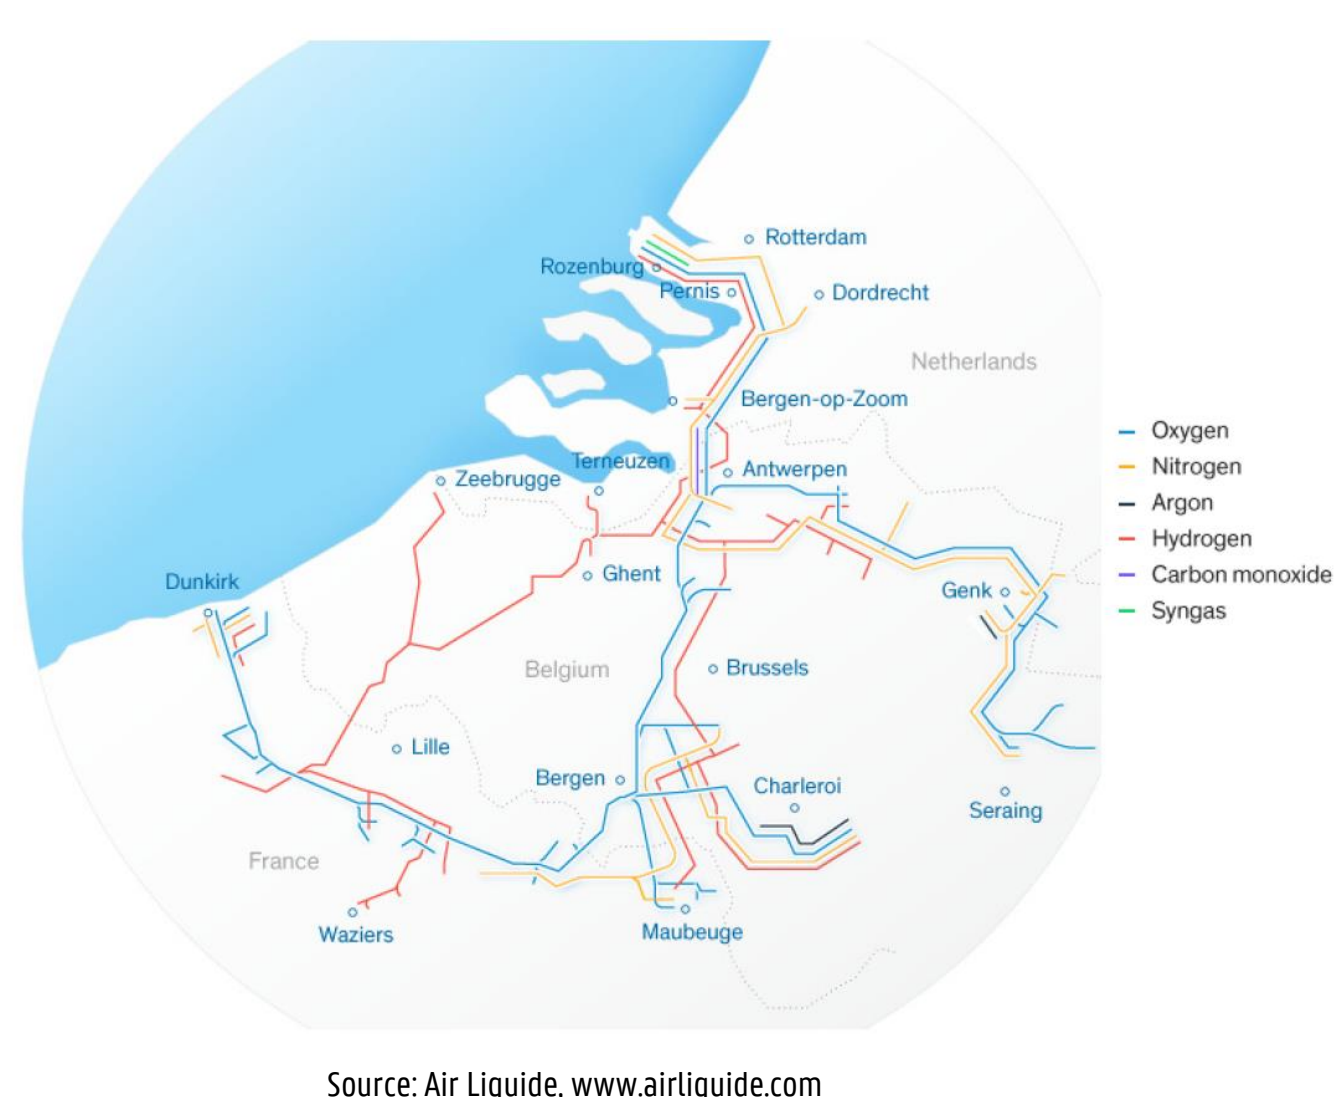 Rotterdam
Rozenburg
Pernis
Dordrecht
Netherlands
Bergen-op-Zoom
Terneuzen
Antwerpen
Zeebrugge
Ghent
Dunkirk
Genk
Belgium
Brussels
Lille
Bergen
Charleroi
Seraing
France
Waziers
Maubeuge
Oxygen
Nitrogen
Argon
Hydrogen
Carbon monoxide
Syngas
Source: Air Liquide, www.airliquide.com